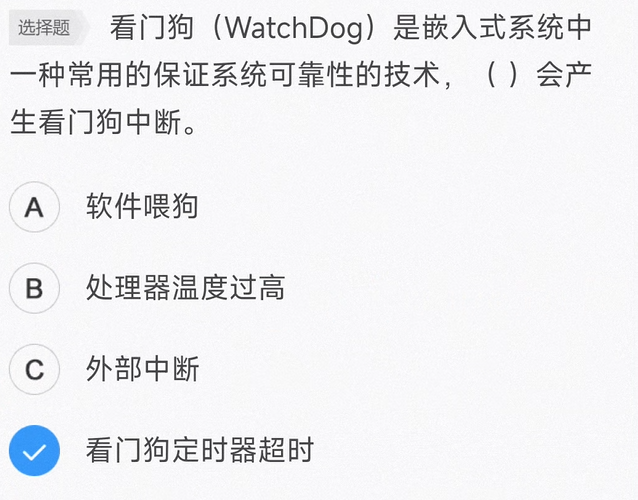 选择题 看门狗（WatchDog）是嵌入式系统中
一种常用的保证系统可靠性的技术，（ ）会产
生看门狗中断。
A 软件喂狗
B 处理器温度过高
C 外部中断
看门狗定时器超时